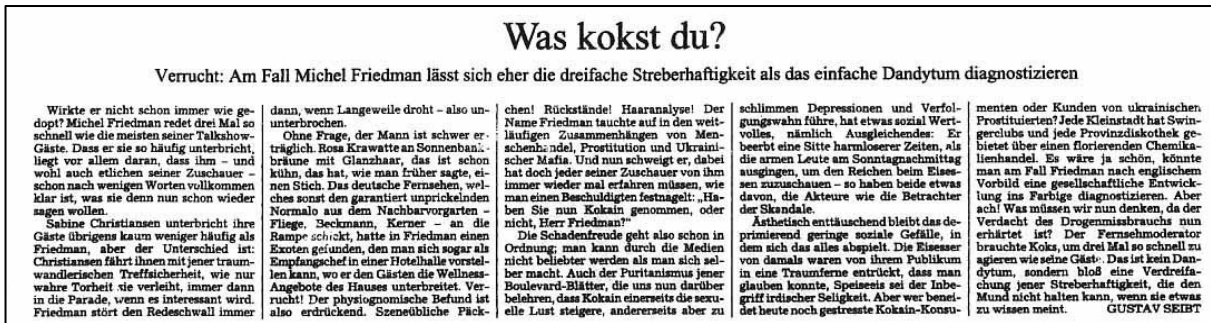 Was kokst du?
Verrucht: Am Fall Michel Friedman lässt sich eher die dreifache Streberhaftigkeit als das einfache Dandytum diagnostizieren
Wirkte er nicht schon immer wie ge-
dopt? Michel Friedman redet drei Mal so
schnell wie die meisten seiner Talkshow-
Gäste. Dass er sie so häufig unterbricht,
liegt vor allem daran, dass ihm – und
wohl auch etlichen seiner Zuschauer –
schon nach wenigen Worten vollkommen
klar ist, was sie denn nun schon wieder
sagen wollen.
Sabine Christiansen unterbricht ihre
Gäste übrigens kaum weniger häufig als
Friedman, aber der Unterschied ist:
Christiansen fährt ihnen mit jener traum-
wandlerischen Treffsicherheit, wie nur
wahre Torheit sie verleiht, immer dann
in die Parade, wenn es interessant wird.
Friedman stört den Redeschwall immer
dann, wenn Langeweile droht – also un-
unterbrochen.
Ohne Frage, der Mann ist schwer er-
träglich. Rosa Krawatte an Sonnenbank-
bräune mit Glanzhaar, das ist schon
kühn, das hat, wie man früher sagte, ei-
nen Stich. Das deutsche Fernsehen, wel-
ches sonst den garantiert unprickelnden
Normalo aus dem Nachbarvorgarten –
Fliege, Beckmann, Kerner – an die
Rampe schickt, hatte in Friedman einen
Exoten gefunden, den man sich sogar als
Empfangschef in einer Hotelhalle vorstel-
len kann, wo er den Gästen die Wellness-
Angebote des Hauses unterbreitet. Ver-
rucht! Der physiognomische Befund ist
also erdrückend. Szeneübliche Päck-
chen! Rückstände! Haaranalyse! Der
Name Friedman tauchte auf in den weit-
läufigen Zusammenhängen von Men-
schenhandel, Prostitution und Ukraini-
scher Mafia. Und nun schweigt er, dabei
hat doch jeder seiner Zuschauer von ihm
immer wieder mal erfahren müssen, wie
man einen Beschuldigten festnagelt: „Ha-
ben Sie nun Kokain genommen, oder
nicht, Herr Friedman?"
Die Schadenfreude geht also schon in
Ordnung; man kann durch die Medien
nicht beliebter werden als man sich sel-
ber macht. Auch der Puritanismus jener
Boulevard-Blätter, die uns nun darüber
belehren, dass Kokain einerseits die sexu-
elle Lust steigere, andererseits aber zu
schlimmen Depressionen und Verfol-
gungswahn führe, hat etwas sozial Wert-
volles, nämlich Ausgleichendes: Er
beerbt eine Sitte harmloserer Zeiten, als
die armen Leute am Sonntagnachmittag
ausgingen, um den Reichen beim Eises-
sen zuzuschauen – so haben beide etwas
davon, die Akteure wie die Betrachter
der Skandale.
Ästhetisch enttäuschend bleibt das de-
primierend geringe soziale Gefälle, in
dem sich das alles abspielt. Die Eisesser
von damals waren von ihrem Publikum
in eine Traumferne entrückt, dass man
glauben konnte, Speiseeis sei der Inbe-
griff irdischer Seligkeit. Aber wer benei-
det heute noch gestresste Kokain-Konsu-
menten oder Kunden von ukrainischen
Prostituierten? Jede Kleinstadt hat Swin-
gerclubs und jede Provinzdiskothek ge-
bietet über einen florierenden Chemika-
lienhandel. Es wäre ja schön, könnte
man am Fall Friedman nach englischem
Vorbild eine gesellschaftliche Entwick-
lung ins Farbige diagnostizieren. Aber
ach! Was müssen wir nun denken, da der
Verdacht des Drogenmissbrauchs nun
erhärtet ist? Der Fernsehmoderator
brauchte Koks, um drei Mal so schnell zu
agieren wie seine Gäste. Das ist kein Dan-
dytum, sondern bloß eine Verdreifa-
chung jener Streberhaftigkeit, die den
Mund nicht halten kann, wenn sie etwas
zu wissen meint. GUSTAV SEIBT